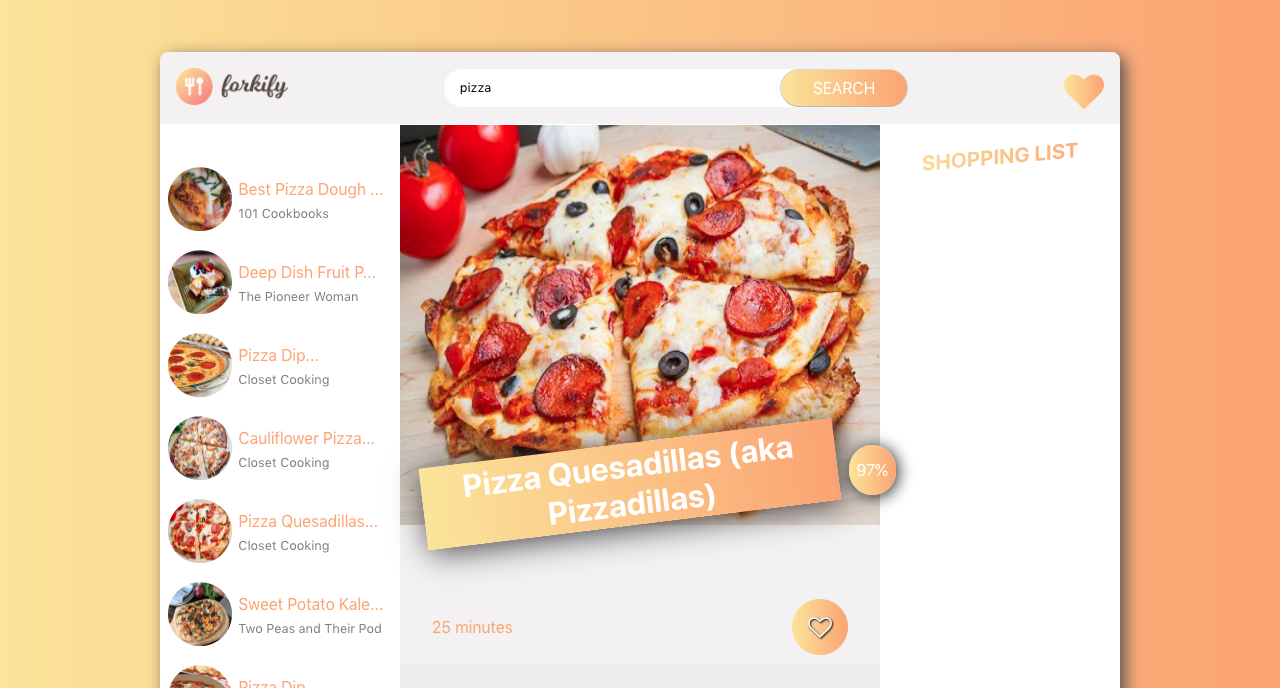 forkify
pizza
SEARCH
Best Pizza Dough ...
101 Cookbooks
Deep Dish Fruit P...
The Pioneer Woman
Pizza Dip...
Closet Cooking
Cauliflower Pizza...
Closet Cooking
Pizza Quesadillas...
Closet Cooking
Sweet Potato Kale...
Two Peas and Their Pod
Pizza Dip
Pizza Quesadillas (aka
Pizzadillas)
97%
25 minutes
SHOPPING LIST